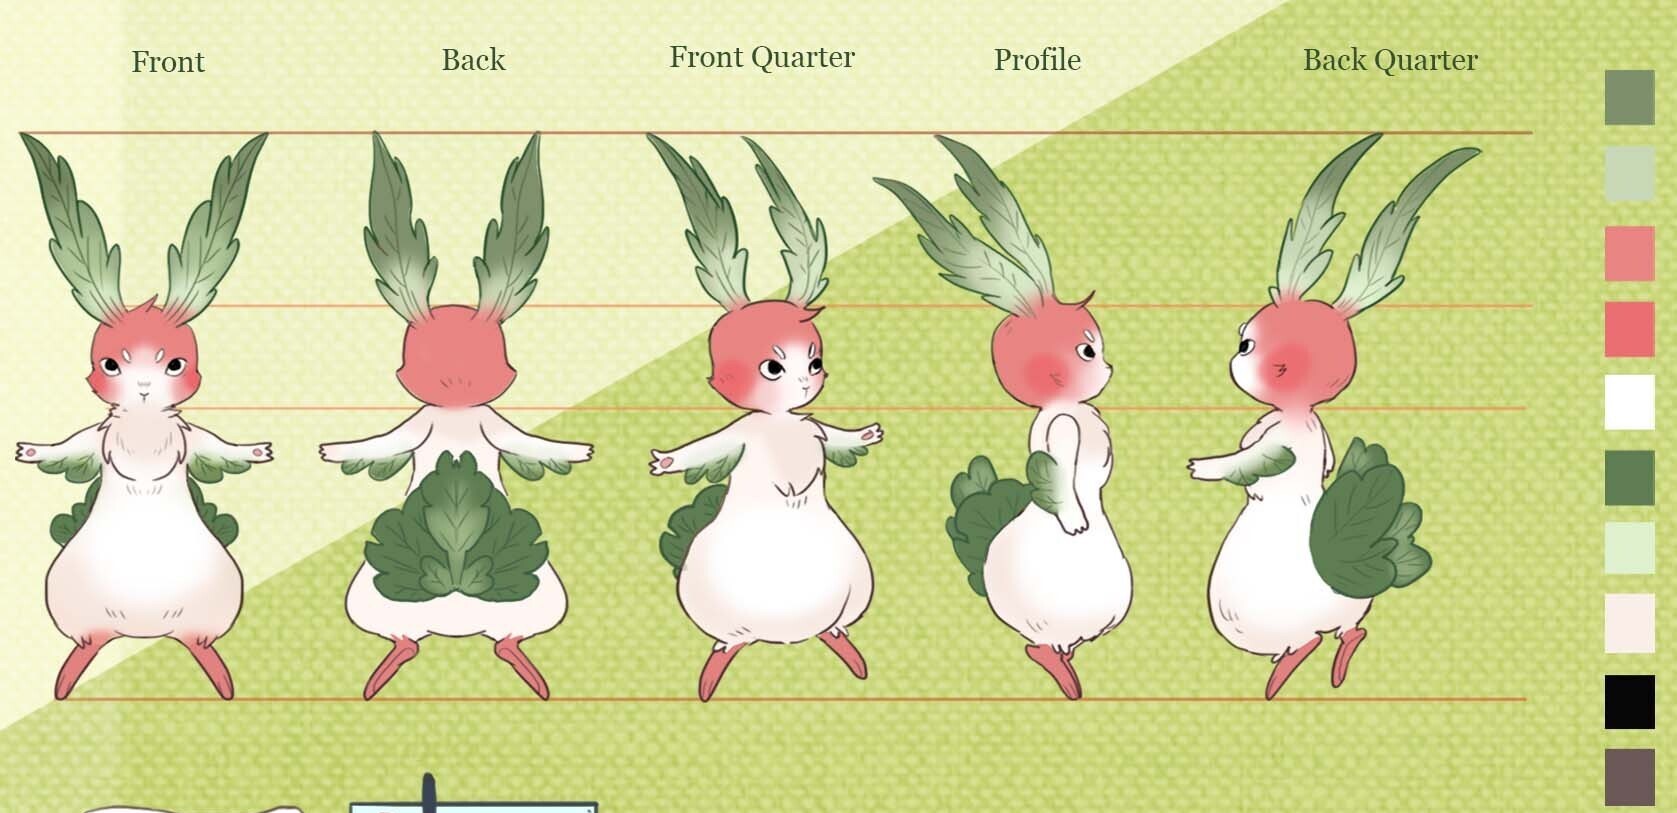 Front
Back
Front Quarter
Profile
Back Quarter